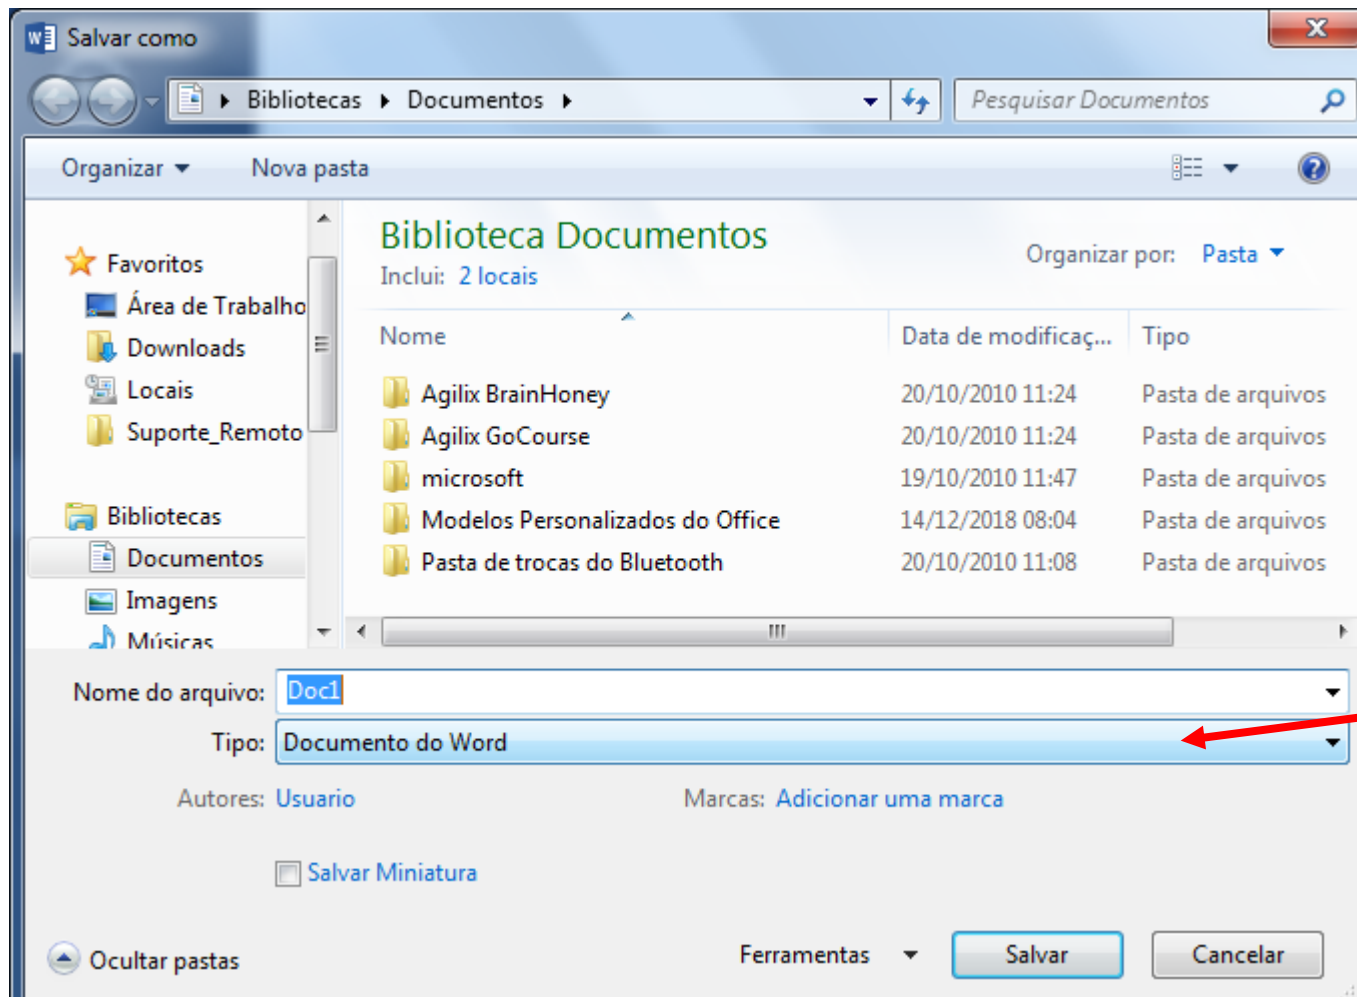 Salvar como
Bibliotecas Documentos
Pesquisar Documentos
Organizar Nova pasta
Favoritos
Área de Trabalho
Downloads
Locais
Suporte_Remoto
Bibliotecas
Documentos
Imagens
Músicas
Biblioteca Documentos
Inclui: 2 locais
Organizar por: Pasta
Nome Data de modificaç... Tipo
Agilix BrainHoney 20/10/2010 11:24 Pasta de arquivos
Agilix GoCourse 20/10/2010 11:24 Pasta de arquivos
microsoft 19/10/2010 11:47 Pasta de arquivos
Modelos Personalizados do Office 14/12/2018 08:04 Pasta de arquivos
Pasta de trocas do Bluetooth 20/10/2010 11:08 Pasta de arquivos
Nome do arquivo: Doc1
Tipo: Documento do Word
Autores: Usuario Marcas: Adicionar uma marca
Salvar Miniatura
Ocultar pastas Ferramentas Salvar Cancelar